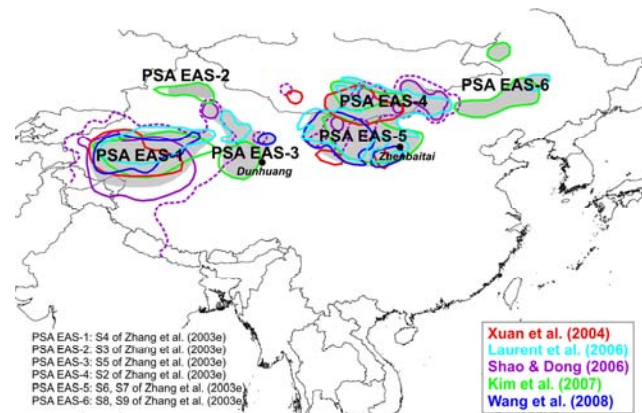 PSA EAS-2
PSA EAS-6
PSA EAS-4
PSA EAS-5
PSA EAS-1
PSA EAS-3
Zhenbaitai
Dunhuang
PSA EAS-1: S4 of Zhang et al. (2003e)
PSA EAS-2: S3 of Zhang et al. (2003e)
PSA EAS-3: S5 of Zhang et al. (2003e)
PSA EAS-4: S2 of Zhang et al. (2003e)
PSA EAS-5: S6, S7 of Zhang et al. (2003e)
PSA EAS-6: S8, S9 of Zhang et al. (2003e)
Xuan et al. (2004)
Laurent et al. (2006)
Shao & Dong (2006)
Kim et al. (2007)
Wang et al. (2008)